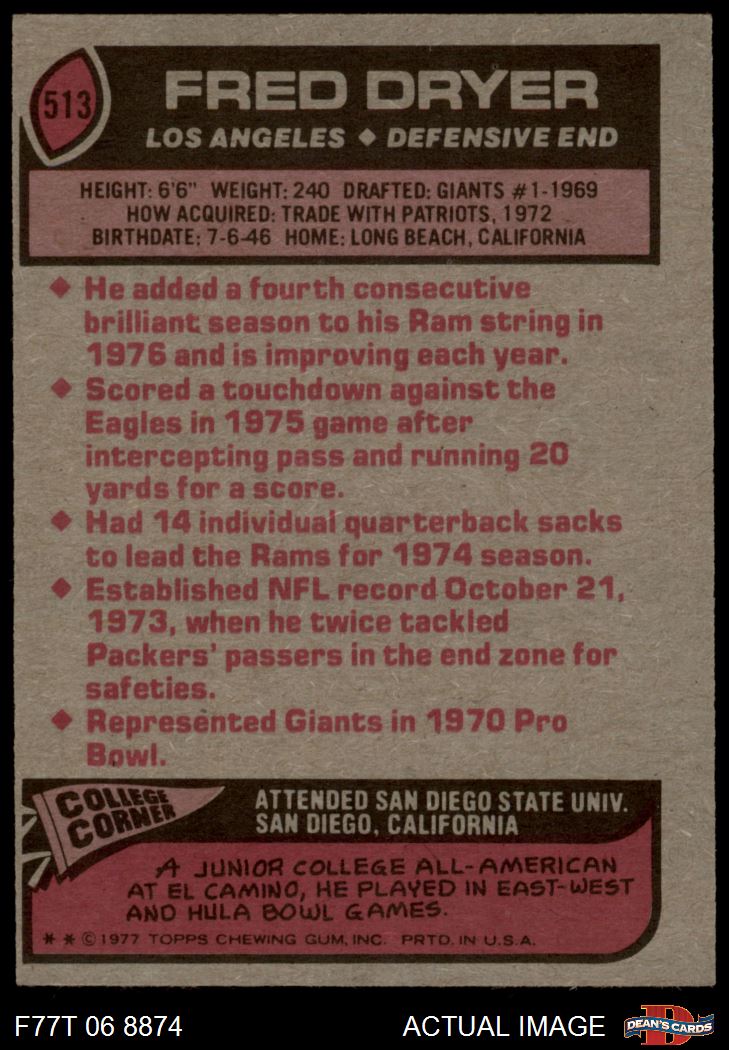 513
FRED DRYER
LOS ANGELES ◆ DEFENSIVE END
HEIGHT: 6'6" WEIGHT: 240 DRAFTED: GIANTS #1-1969
HOW ACQUIRED: TRADE WITH PATRIOTS, 1972
BIRTHDATE: 7-6-46 HOME: LONG BEACH, CALIFORNIA
◆ He added a fourth consecutive
brilliant season to his Ram string in
1976 and is improving each year.
◆ Scored a touchdown against the
Eagles in 1975 game after
intercepting pass and running 20
yards for a score.
◆ Had 14 individual quarterback sacks
to lead the Rams for 1974 season.
◆ Established NFL record October 21,
1973, when he twice tackled
Packers' passers in the end zone for
safeties.
◆ Represented Giants in 1970 Pro
Bowl.
COLLEGE
CORNER
ATTENDED SAN DIEGO STATE UNIV.
SAN DIEGO, CALIFORNIA
A JUNIOR COLLEGE ALL-AMERICAN
AT EL CAMINO, HE PLAYED IN EAST-WEST
AND HULA BOWL GAMES.
* * © 1977 TOPPS CHEWING GUM, INC. PRTD. IN U.S.A.
F77T 06 8874
ACTUAL IMAGE
DEAN'S CARDS